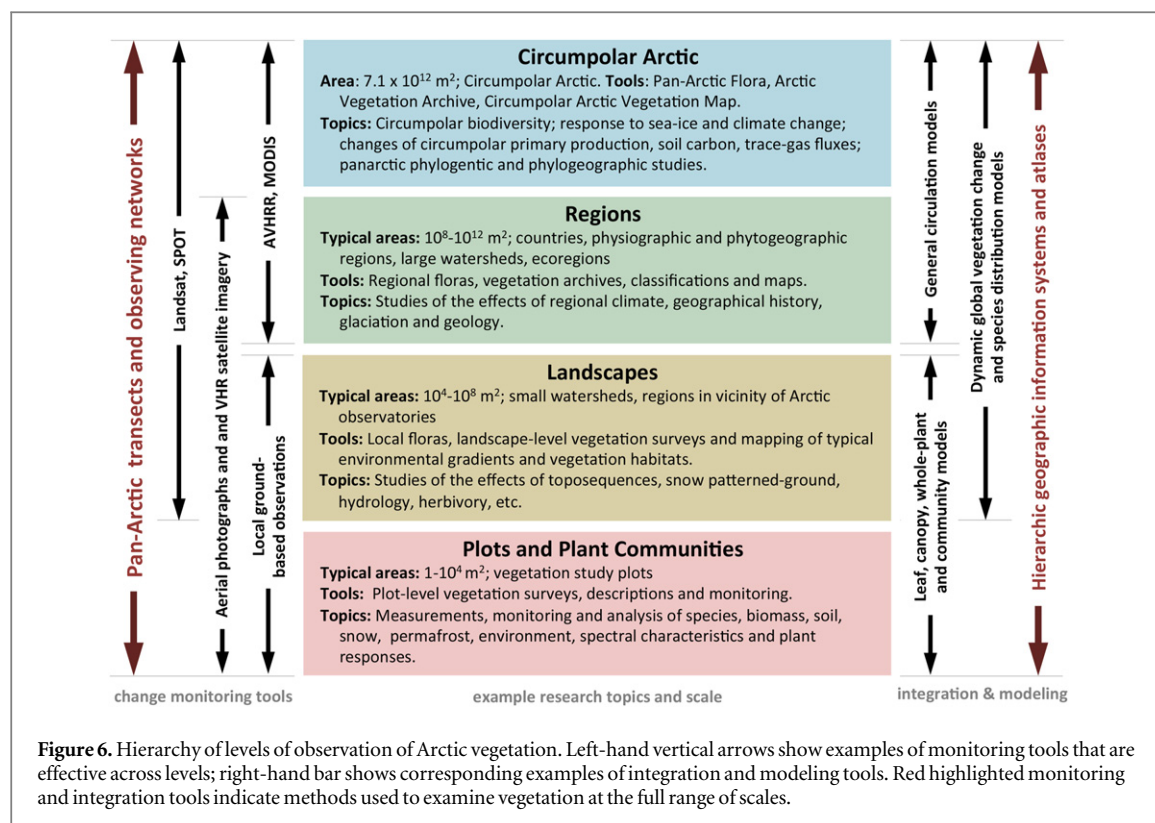 Pan-Arctic transects and observing networks
Landsat, SPOT
Aerial photographs and and VHR satellite imagery
AVHRR, MODIS
Local ground-
based observations
Circumpolar Arctic
Area: 7.1 x 10¹² m²; Circumpolar Arctic. Tools: Pan-Arctic Flora, Arctic
Vegetation Archive, Circumpolar Arctic Vegetation Map.
Topics: Circumpolar biodiversity; response to sea-ice and climate change;
changes of circumpolar primary production, soil carbon, trace-gas fluxes;
panarctic phylogentic and phylogeographic studies.
Regions
Typical areas: 10⁸-10¹² m²; countries, physiographic and phytogeographic
regions, large watersheds, ecoregions
Tools: Regional floras, vegetation archives, classifications and maps.
Topics: Studies of the effects of regional climate, geographical history,
glaciation and geology.
Landscapes
Typical areas: 10⁴-10⁸ m²; small watersheds, regions in vicinity of Arctic
observatories
Tools: Local floras, landscape-level vegetation surveys and mapping of typical
environmental gradients and vegetation habitats.
Topics: Studies of the effects of toposequences, snow patterned-ground,
hydrology, herbivory, etc.
Plots and Plant Communities
Typical areas: 1-10⁴ m²; vegetation study plots
Tools: Plot-level vegetation surveys, descriptions and monitoring.
Topics: Measurements, monitoring and analysis of species, biomass, soil,
snow, permafrost, environment, spectral characteristics and plant
responses.
General circulation models
Leaf, canopy, whole-plant
and community models
Dynamic global vegetation change
and species distribution models
Hierarchic geographic information systems and atlases
change monitoring tools
example research topics and scale
integration & modeling
Figure 6. Hierarchy of levels of observation of Arctic vegetation. Left-hand vertical arrows show examples of monitoring tools that are
effective across levels; right-hand bar shows corresponding examples of integration and modeling tools. Red highlighted monitoring
and integration tools indicate methods used to examine vegetation at the full range of scales.